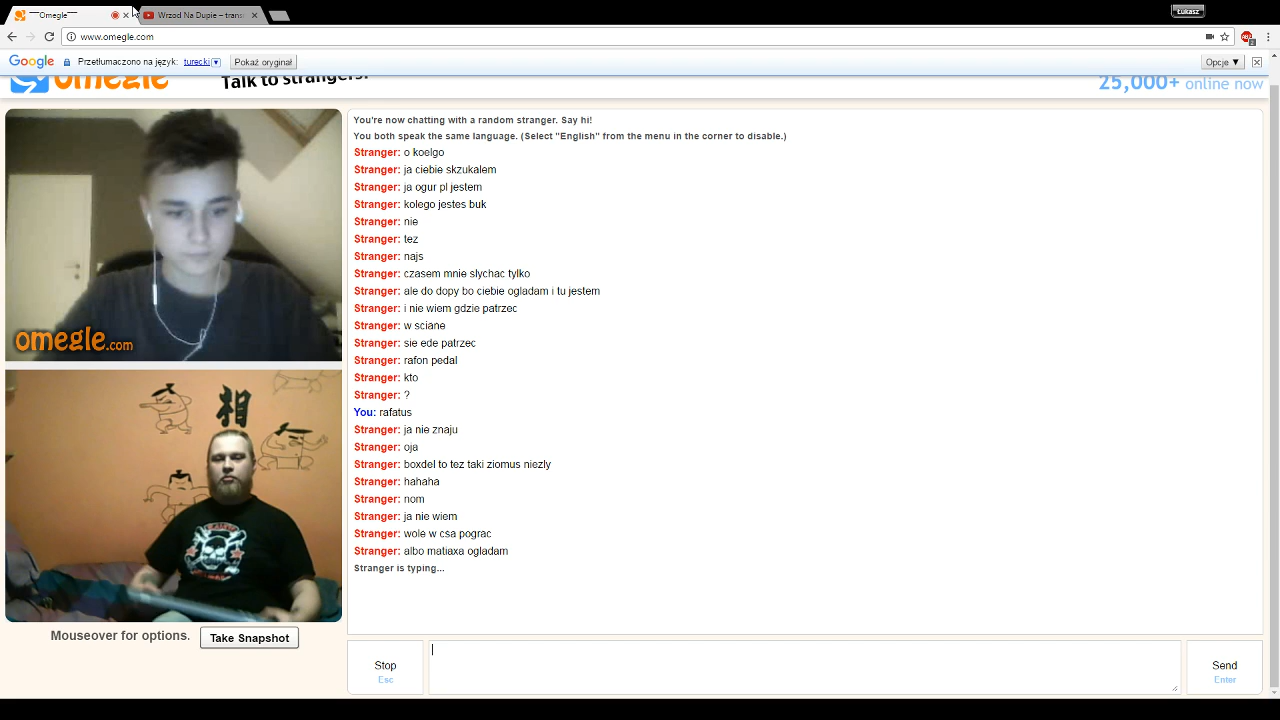 Omegle
Wrzod Na Dupie – trans
Łukasz
www.omegle.com
Google Przetłumaczono na język: turecki Pokaż oryginał Opcje ▼
omegle Talk to strangers! 25,000+ online now
You're now chatting with a random stranger. Say hi!
You both speak the same language. (Select "English" from the menu in the corner to disable.)
Stranger: o koelgo
Stranger: ja ciebie skzukalem
Stranger: ja ogur pl jestem
Stranger: kolego jestes buk
Stranger: nie
Stranger: tez
Stranger: najs
Stranger: czasem mnie slychac tylko
Stranger: ale do dopy bo ciebie ogladam i tu jestem
Stranger: i nie wiem gdzie patrzec
Stranger: w sciane
Stranger: sie ede patrzec
Stranger: rafon pedal
Stranger: kto
Stranger: ?
You: rafatus
Stranger: ja nie znaju
Stranger: oja
Stranger: boxdel to tez taki ziomus niezly
Stranger: hahaha
Stranger: nom
Stranger: ja nie wiem
Stranger: wole w csa pograc
Stranger: albo matiaxa ogladam
Stranger is typing...
omegle.com
相
Mouseover for options. Take Snapshot
Stop
Esc
Send
Enter